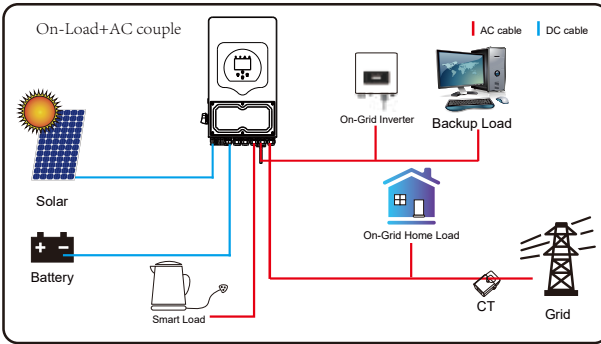 On-Load+AC couple
AC cable
DC cable
On-Grid Inverter
Backup Load
Solar
On-Grid Home Load
Battery
Smart Load
CT
Grid